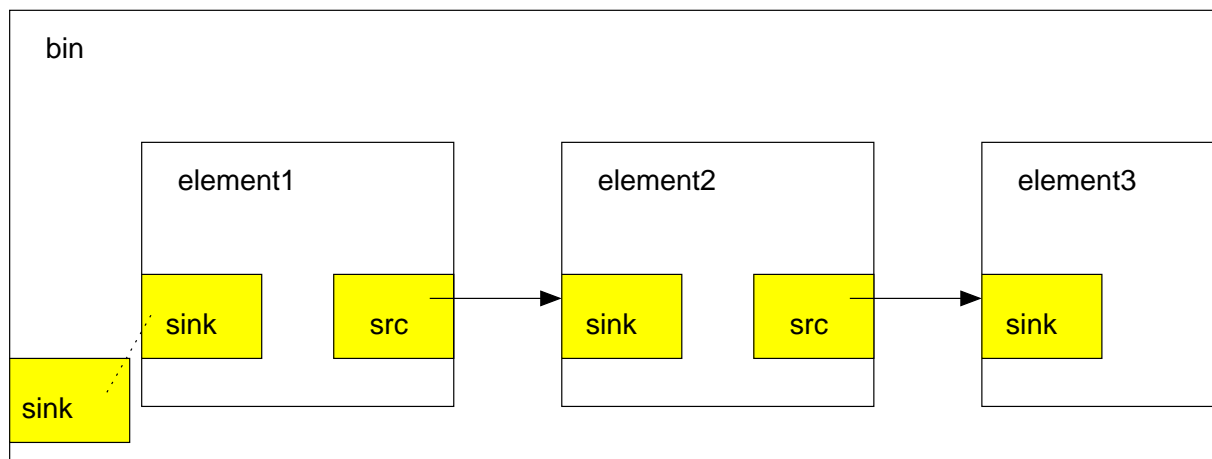 bin
element1 element2 element3
sink src sink src sink
sink